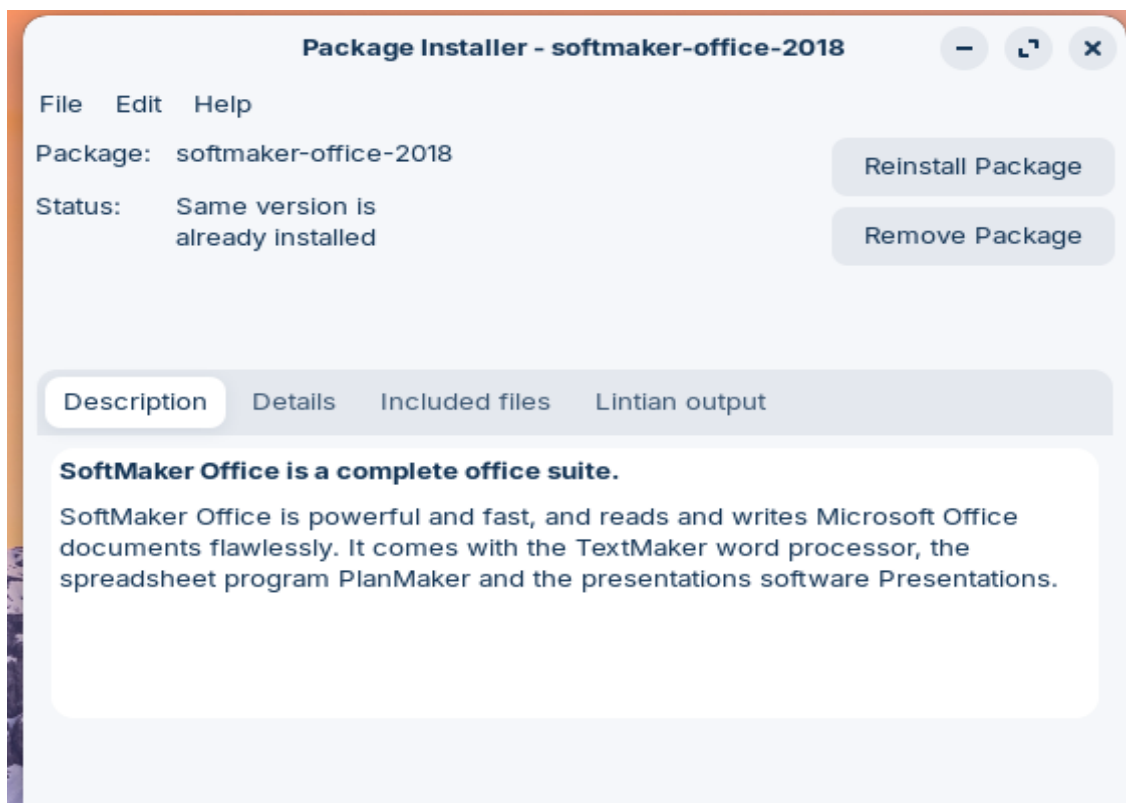 Package Installer - softmaker-office-2018
File Edit Help
Package: softmaker-office-2018
Reinstall Package
Status: Same version is
already installed
Remove Package
Description Details Included files Lintian output
SoftMaker Office is a complete office suite.
SoftMaker Office is powerful and fast, and reads and writes Microsoft Office
documents flawlessly. It comes with the TextMaker word processor, the
spreadsheet program PlanMaker and the presentations software Presentations.